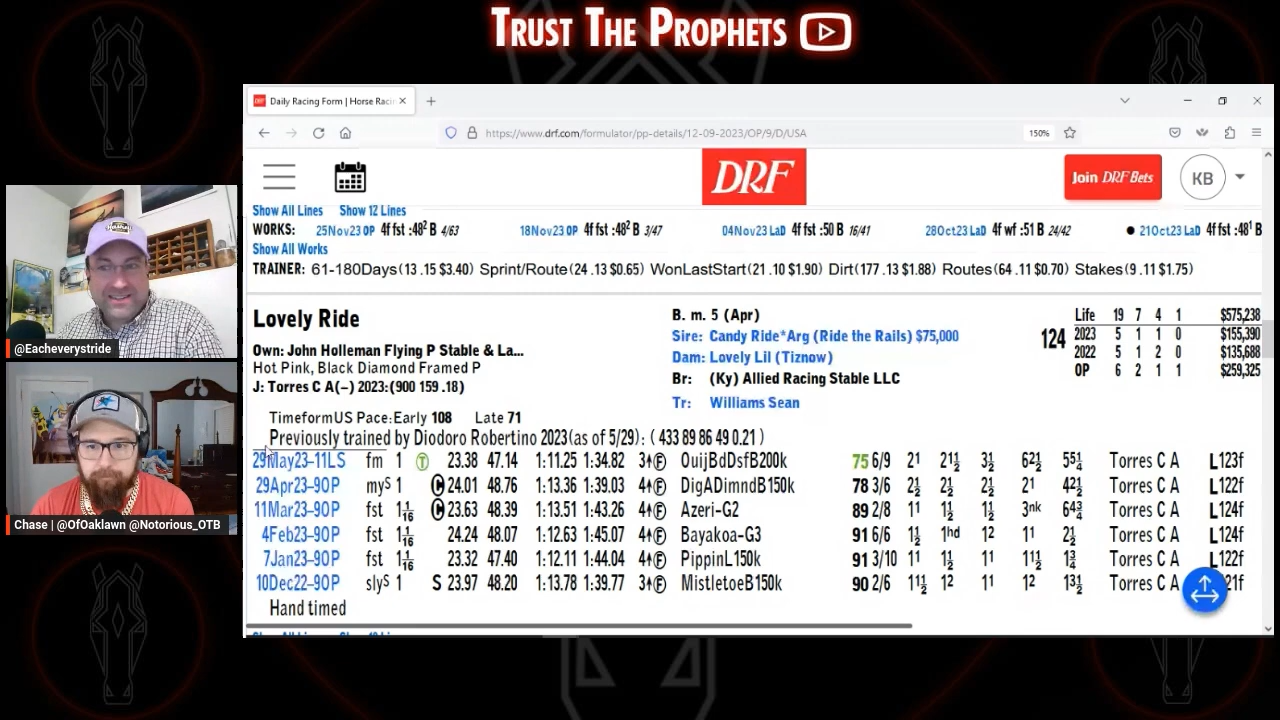 TRUST THE PROPHETS
Daily Racing Form | Horse Raci
https://www.drf.com/formulator/pp-details/12-09-2023/OP/9/D/USA
150%
DRF
Join DRF Bets
KB
Show All Lines Show 12 Lines
WORKS: 25Nov23 OP 4f fst :48² B 4/63 18Nov23 OP 4f fst :48² B 3/47 04Nov23 LaD 4f fst :50 B 16/41 28Oct23 LaD 4f wf :51 B 24/42 ● 21Oct23 LaD 4f fst :48¹ B
Show All Works
TRAINER: 61-180Days(13 .15 $3.40) Sprint/Route(24 .13 $0.65) WonLastStart(21 .10 $1.90) Dirt(177 .13 $1.88) Routes(64 .11 $0.70) Stakes(9 .11 $1.75)
Lovely Ride
Own: John Holleman Flying P Stable & La...
Hot Pink, Black Diamond Framed P
J: Torres C A(–) 2023:(900 159 .18)
B. m. 5 (Apr)
Sire: Candy Ride*Arg (Ride the Rails) $75,000
Dam: Lovely Lil (Tiznow)
Br: (Ky) Allied Racing Stable LLC
Tr: Williams Sean
124
Life 19 7 4 1 $575,238
2023 5 1 1 0 $155,390
2022 5 1 2 0 $135,688
OP 6 2 1 1 $259,325
TimeformUS Pace: Early 108 Late 71
Previously trained by Diodoro Robertino 2023(as of 5/29): ( 433 89 86 49 0.21 )
29May23–11LS fm 1 Ⓣ 23.38 47.14 1:11.25 1:34.82 3↑Ⓕ OuijBdDsfB200k 75 6/9 2¹ 21½ 3½ 62½ 55¼ Torres C A L123f
29Apr23–9OP myS 1 Ⓒ 24.01 48.76 1:13.36 1:39.03 4↑Ⓕ DigADimndB150k 78 3/6 2½ 2½ 2½ 2¹ 42½ Torres C A L122f
11Mar23–9OP fst 1 1/16 Ⓒ 23.63 48.39 1:13.51 1:43.26 4↑Ⓕ Azeri-G2 89 2/8 1¹ 1½ 1½ 3nk 64¾ Torres C A L124f
4Feb23–9OP fst 1 1/16 24.24 48.07 1:12.63 1:45.07 4↑Ⓕ Bayakoa-G3 91 6/6 1½ 1hd 1² 1¹ 2½ Torres C A L124f
7Jan23–9OP fst 1 1/16 23.32 47.40 1:12.11 1:44.04 4↑Ⓕ PippinL150k 91 3/10 1¹ 1½ 1¹ 11½ 1¾ Torres C A L122f
10Dec22–9OP slyS 1 S 23.97 48.20 1:13.78 1:39.77 3↑Ⓕ MistletoeB150k 90 2/6 11½ 1² 1¹ 1² 13½ Torres C A 21f
Hand timed
@Eacheverystride
Chase | @OfOaklawn @Notorious_OTB